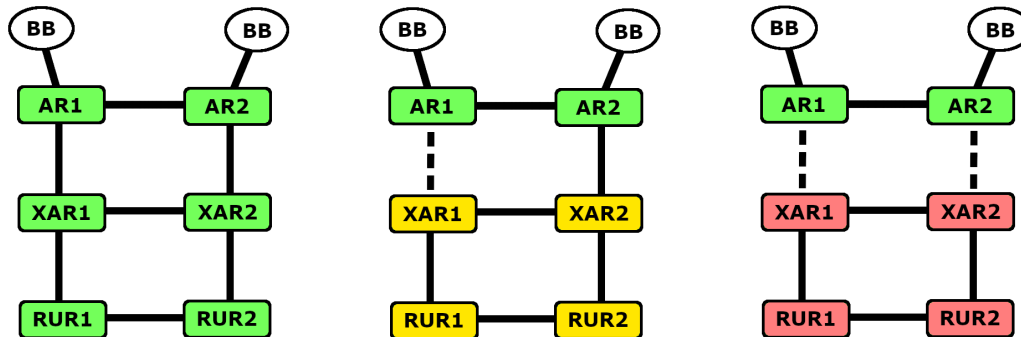 BB BB BB BB BB BB
AR1 AR2 AR1 AR2 AR1 AR2
XAR1 XAR2 XAR1 XAR2 XAR1 XAR2
RUR1 RUR2 RUR1 RUR2 RUR1 RUR2